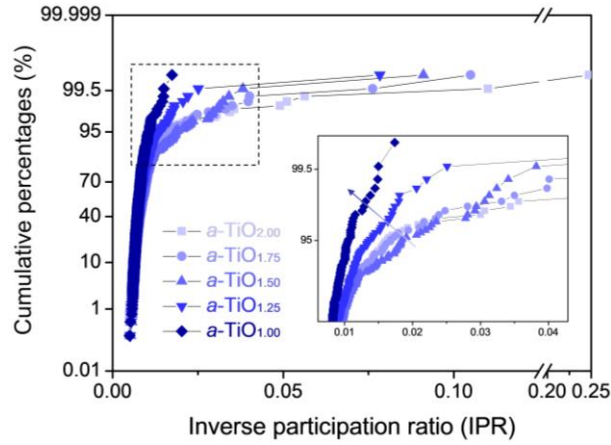 99.999
99.5
95
70
40
10
1
0.01
Cumulative percentages (%)
a-TiO2.00
a-TiO1.75
a-TiO1.50
a-TiO1.25
a-TiO1.00
99.5
95
0.01 0.02 0.03 0.04
0.00 0.05 0.10 0.20 0.25
Inverse participation ratio (IPR)